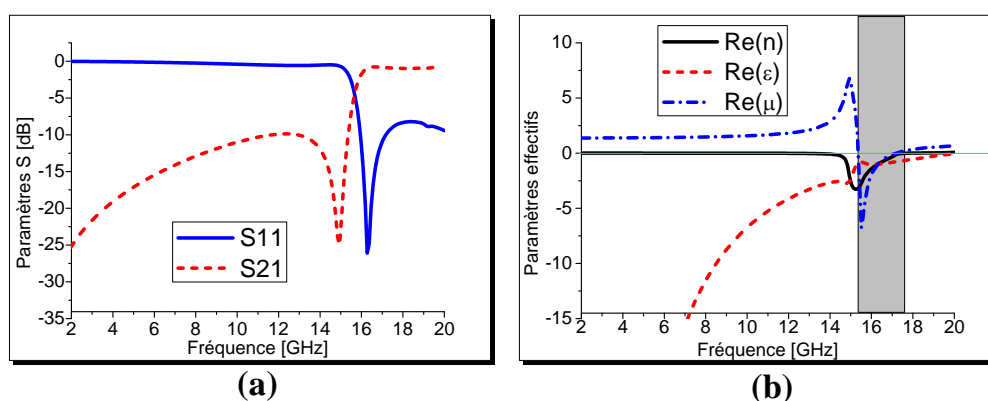 Paramètres S [dB]
0
-5
-10
-15
-20
-25
-30
-35
S11
S21
2 4 6 8 10 12 14 16 18 20
Fréquence [GHz]
(a)
Paramètres effectifs
10
5
0
-5
-10
-15
Re(n)
Re(ε)
Re(μ)
2 4 6 8 10 12 14 16 18 20
Fréquence [GHz]
(b)